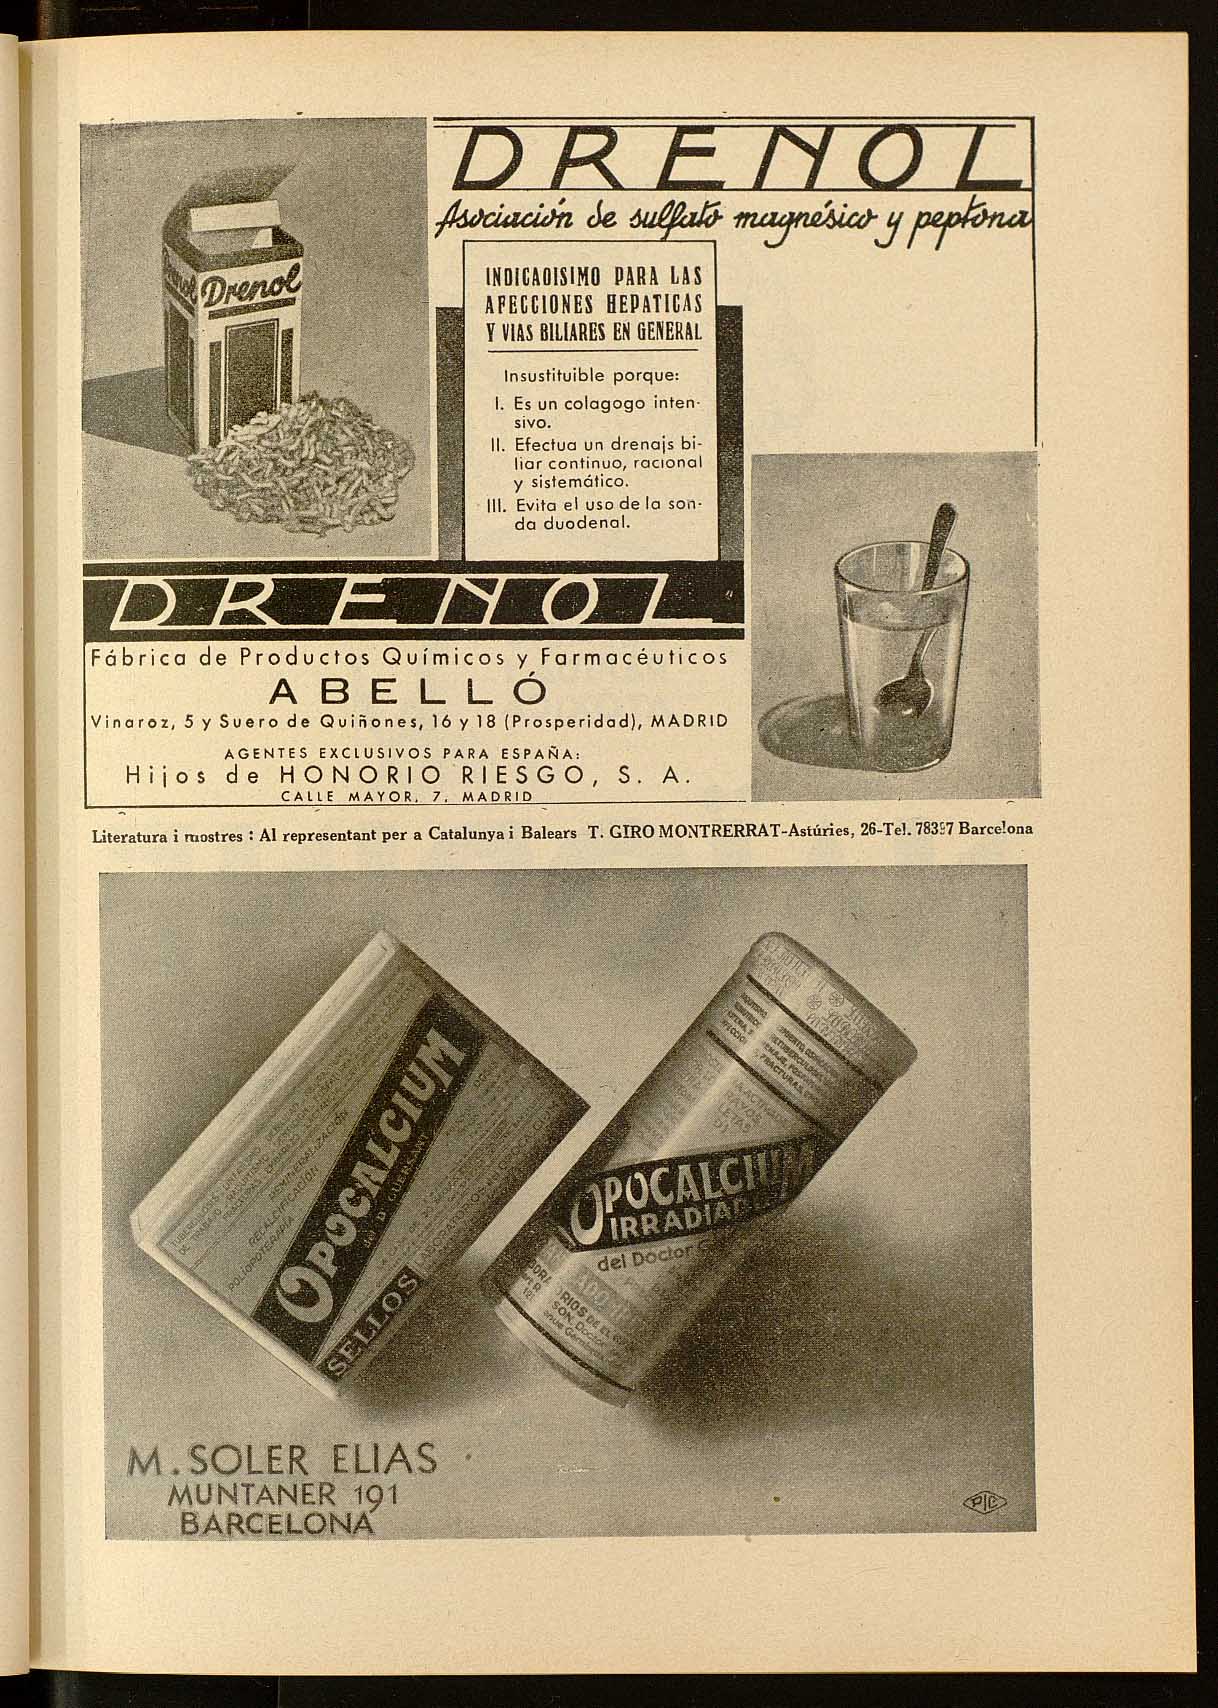 DRENOL
Asociación de sulfato magnésico y peptona
Drenol
INDICADISIMO PARA LAS
AFECCIONES HEPATICAS
Y VIAS BILIARES EN GENERAL
Insustituible porque:
I. Es un colagogo inten-
sivo.
II. Efectua un drenajs bi-
liar continuo, racional
y sistemático.
III. Evita el uso de la son-
da duodenal.
DRENOL
Fábrica de Productos Químicos y Farmacéuticos
ABELLÓ
Vinaroz, 5 y Suero de Quiñones, 16 y 18 (Prosperidad), MADRID
AGENTES EXCLUSIVOS PARA ESPAÑA:
Hijos de HONORIO RIESGO, S. A.
CALLE MAYOR, 7, MADRID
Literatura i mostres : Al representant per a Catalunya i Balears T. GIRO MONTRERRAT-Astúries, 26-Tel. Barcelona
REMINERALIZACIÓN
RECALCIFICACIÓN
POLIOPOTERAPIA
OPOCALCIUM
SELLOS
OPOCALCIUM
IRRADIA
del Doctor
M. SOLER ELIAS
MUNTANER 191
BARCELONA
PIC